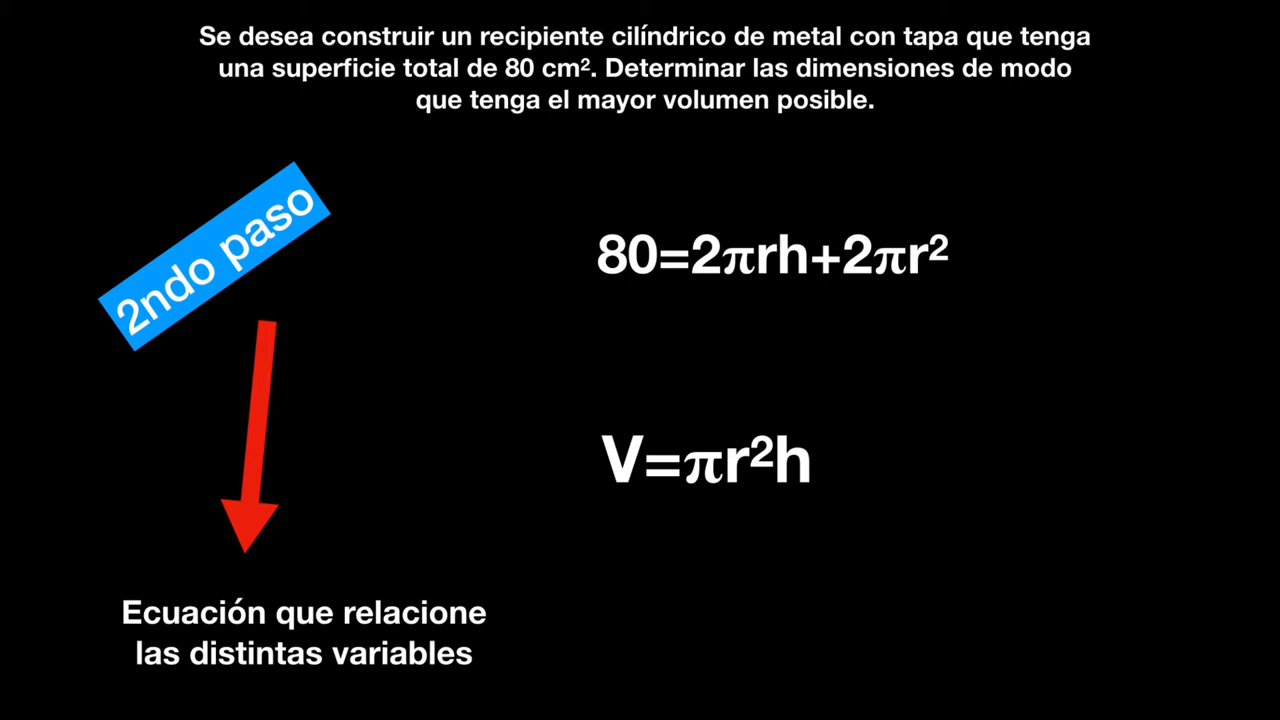 Se desea construir un recipiente cilíndrico de metal con tapa que tenga
una superficie total de 80 cm². Determinar las dimensiones de modo
que tenga el mayor volumen posible.
2ndo paso
80=2πrh+2πr²
V=πr²h
Ecuación que relacione
las distintas variables